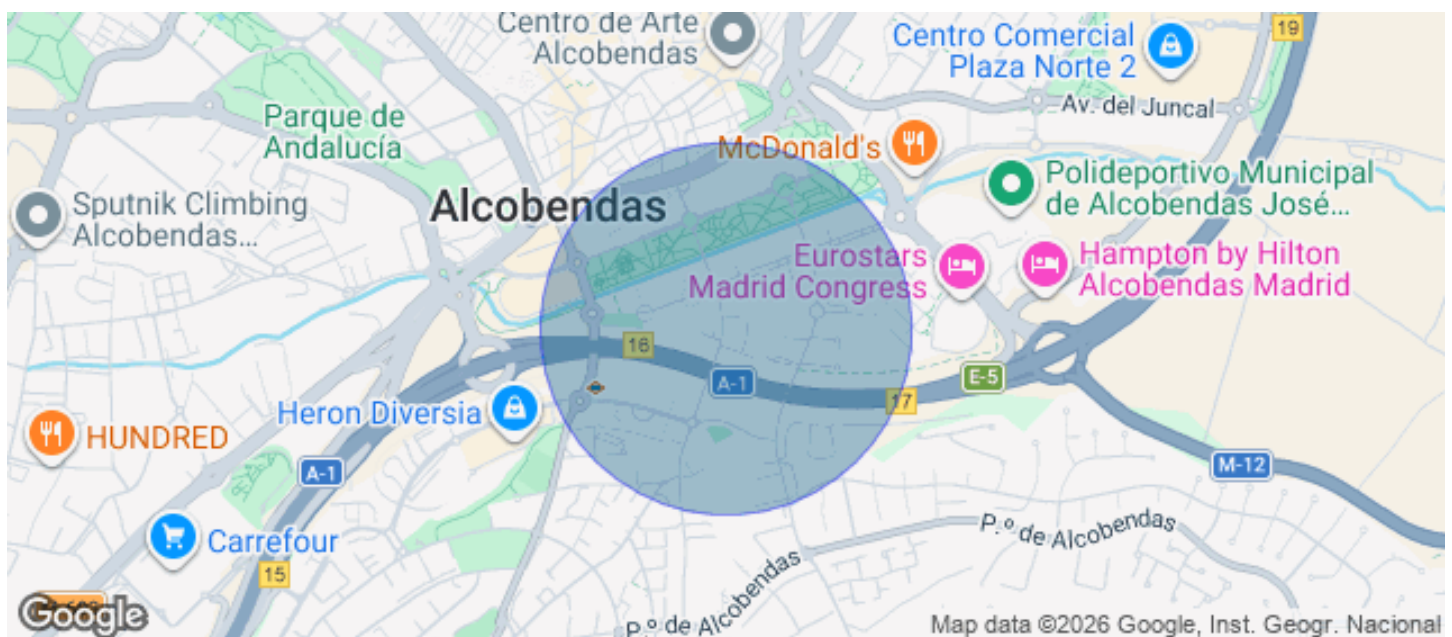 Centro de Arte
Alcobendas
19
Centro Comercial
Plaza Norte 2
Av. del Juncal
Parque de
Andalucía
McDonald's
Polideportivo Municipal
de Alcobendas José...
Sputnik Climbing
Alcobendas...
Alcobendas
Eurostars
Madrid Congress
Hampton by Hilton
Alcobendas Madrid
16
A-1
E-5
17
Heron Diversia
HUNDRED
A-1
M-12
Carrefour
15
P.º de Alcobendas
P.º de Alcobendas
Google
Map data ©2026 Google, Inst. Geogr. Nacional